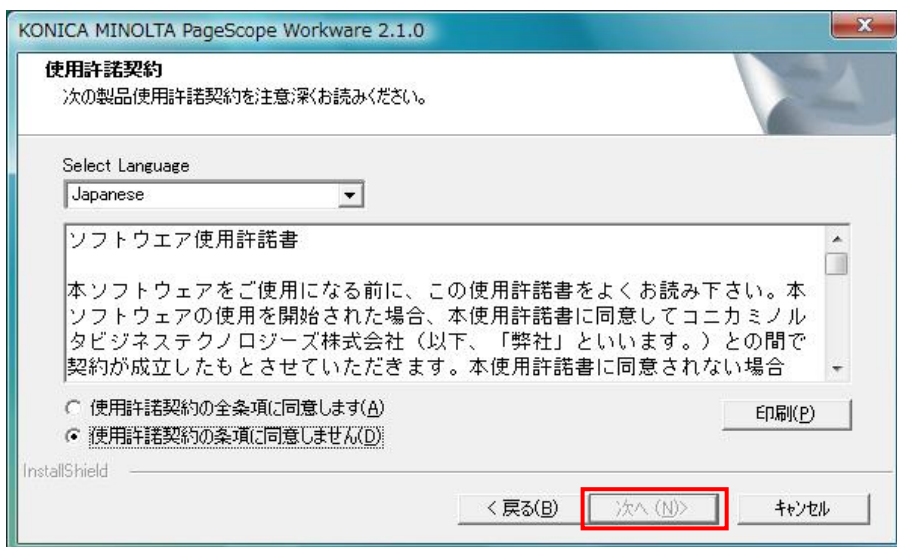 KONICA MINOLTA PageScope Workware 2.1.0
使用許諾契約
次の製品使用許諾契約を注意深くお読みください。
Select Language
Japanese
ソフトウエア使用許諾書
本ソフトウェアをご使用になる前に、この使用許諾書をよくお読み下さい。本
ソフトウェアの使用を開始された場合、本使用許諾書に同意してコニカミノル
タビジネステクノロジーズ株式会社（以下、「弊社」といいます。）との間で
契約が成立したもとさせていただきます。本使用許諾書に同意されない場合
使用許諾契約の全条項に同意します(A)
使用許諾契約の条項に同意しません(D)
印刷(P)
InstallShield
< 戻る(B)
次へ(N)>
キャンセル